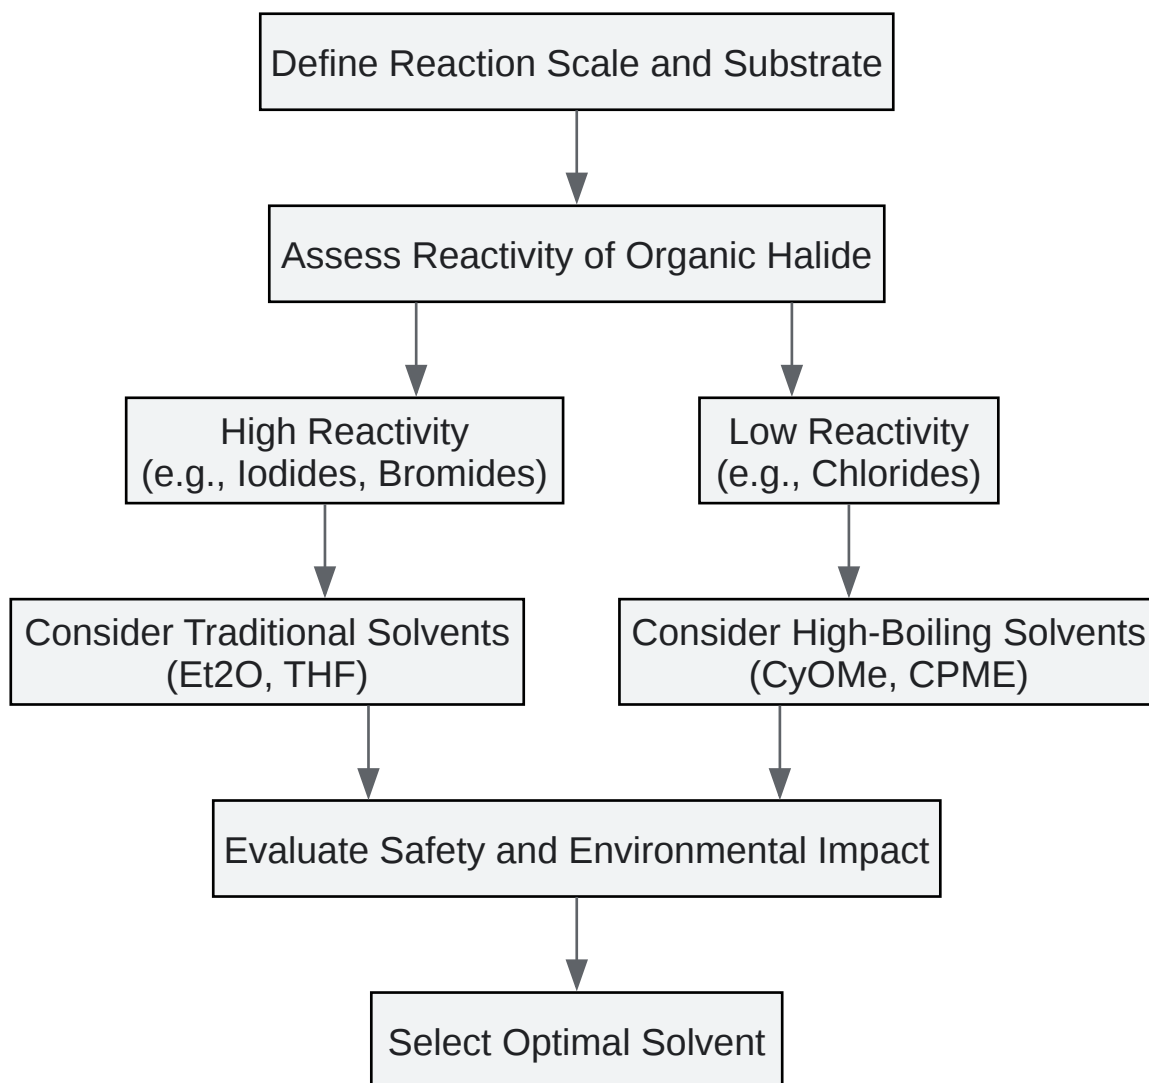 Define Reaction Scale and Substrate
Assess Reactivity of Organic Halide
High Reactivity
(e.g., Iodides, Bromides)
Low Reactivity
(e.g., Chlorides)
Consider Traditional Solvents
(Et2O, THF)
Consider High-Boiling Solvents
(CyOMe, CPME)
Evaluate Safety and Environmental Impact
Select Optimal Solvent